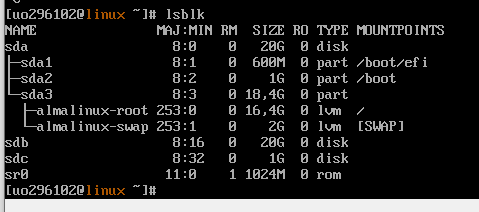 [uo296102@linux ~]# lsblk
NAME MAJ:MIN RM SIZE RO TYPE MOUNTPOINTS
sda 8:0 0 20G 0 disk
├─sda1 8:1 0 600M 0 part /boot/efi
├─sda2 8:2 0 1G 0 part /boot
└─sda3 8:3 0 18,4G 0 part
├─almalinux-root 253:0 0 16,4G 0 lvm /
└─almalinux-swap 253:1 0 2G 0 lvm [SWAP]
sdb 8:16 0 20G 0 disk
sdc 8:32 0 1G 0 disk
sr0 11:0 1 1024M 0 rom
[uo296102@linux ~]#